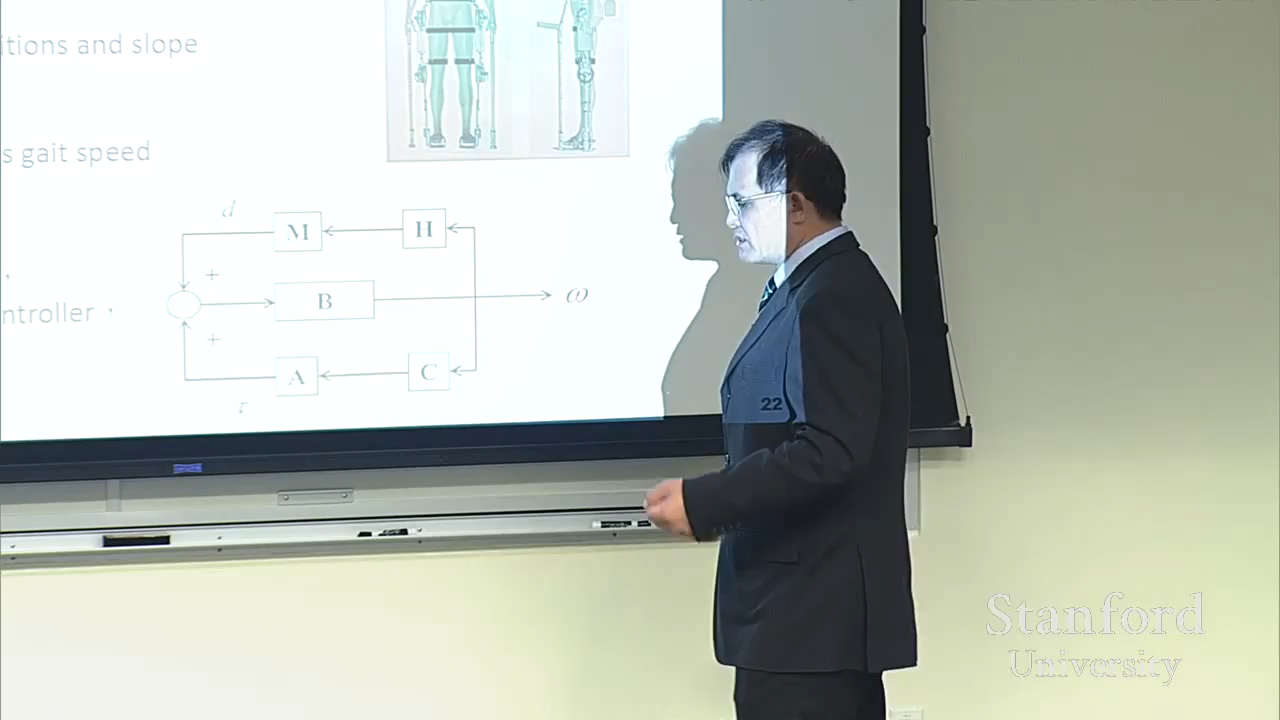 itions and slope
s gait speed
d
M
H
+
,
B
ω
ntroller ,
+
A
C
τ
22
Stanford
University